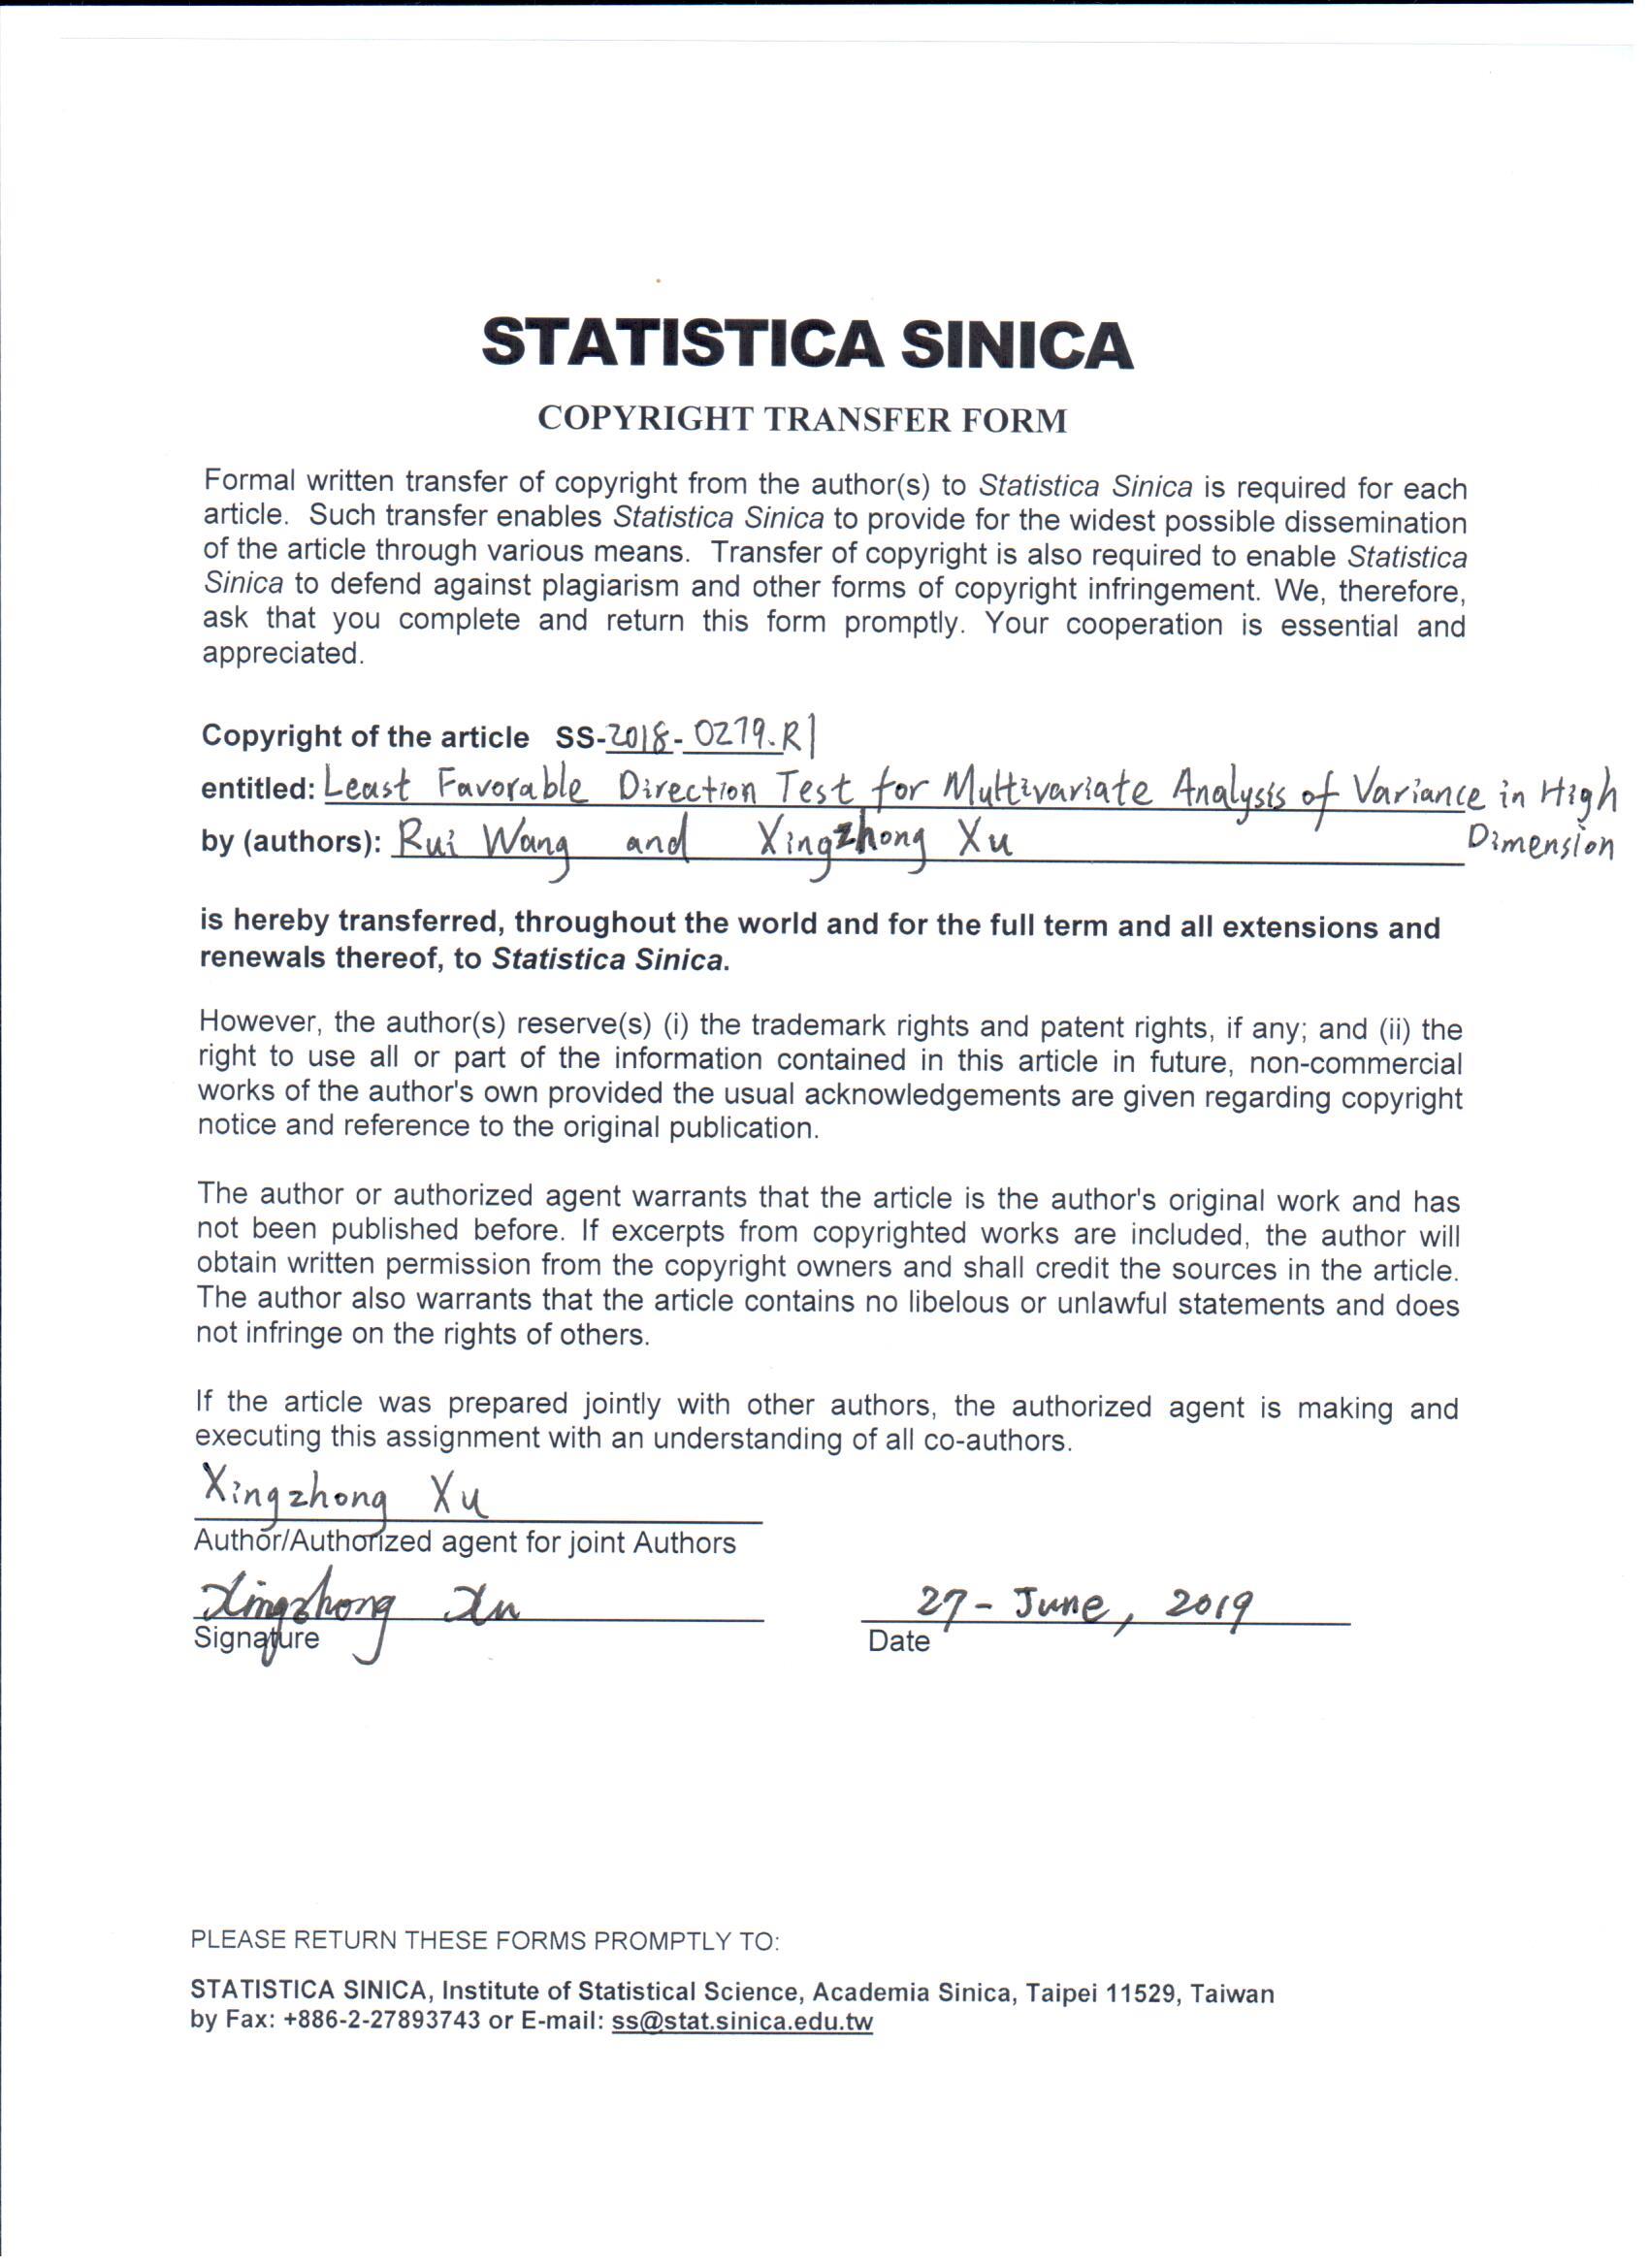 STATISTICA SINICA
COPYRIGHT TRANSFER FORM
Formal written transfer of copyright from the author(s) to Statistica Sinica is required for each
article. Such transfer enables Statistica Sinica to provide for the widest possible dissemination
of the article through various means. Transfer of copyright is also required to enable Statistica
Sinica to defend against plagiarism and other forms of copyright infringement. We, therefore,
ask that you complete and return this form promptly. Your cooperation is essential and
appreciated.
Copyright of the article SS-2018-0279.R1
entitled: Least Favorable Direction Test for Multivariate Analysis of Variance in High
Dimension
by (authors): Rui Wang and Xingzhong Xu
is hereby transferred, throughout the world and for the full term and all extensions and
renewals thereof, to Statistica Sinica.
However, the author(s) reserve(s) (i) the trademark rights and patent rights, if any; and (ii) the
right to use all or part of the information contained in this article in future, non-commercial
works of the author's own provided the usual acknowledgements are given regarding copyright
notice and reference to the original publication.
The author or authorized agent warrants that the article is the author's original work and has
not been published before. If excerpts from copyrighted works are included, the author will
obtain written permission from the copyright owners and shall credit the sources in the article.
The author also warrants that the article contains no libelous or unlawful statements and does
not infringe on the rights of others.
If the article was prepared jointly with other authors, the authorized agent is making and
executing this assignment with an understanding of all co-authors.
Xingzhong Xu
Author/Authorized agent for joint Authors
Xingzhong Xu 27-June, 2019
Signature Date
PLEASE RETURN THESE FORMS PROMPTLY TO:
STATISTICA SINICA, Institute of Statistical Science, Academia Sinica, Taipei 11529, Taiwan
by Fax: +886-2-27893743 or E-mail: ss@stat.sinica.edu.tw